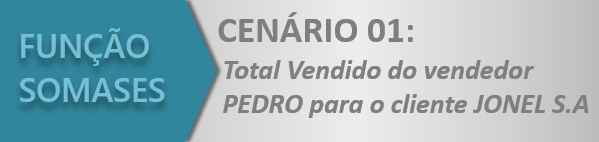 FUNÇÃO
SOMASES
CENÁRIO 01:
Total Vendido do vendedor
PEDRO para o cliente JONEL S.A